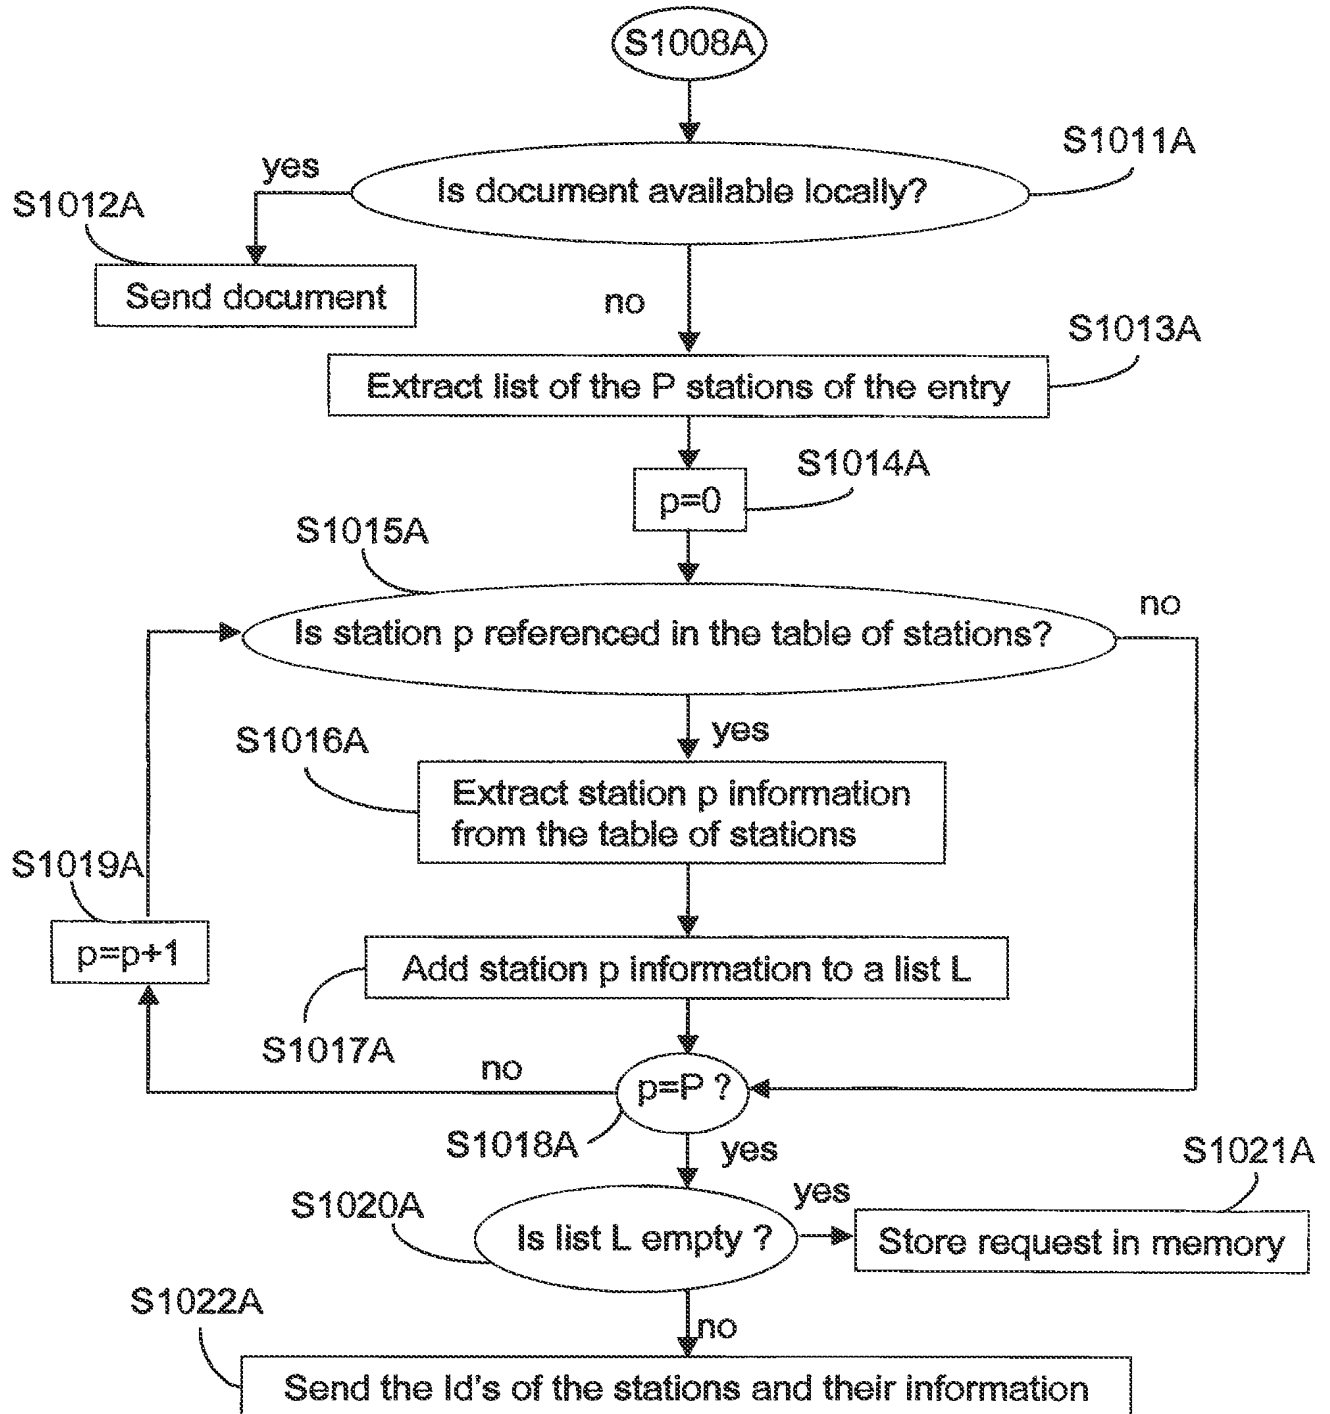 S1008A
S1011A
yes
Is document available locally?
S1012A
Send document
no
S1013A
Extract list of the P stations of the entry
S1014A
p=0
S1015A
no
Is station p referenced in the table of stations?
yes
S1016A
Extract station p information
from the table of stations
S1019A
p=p+1
Add station p information to a list L
S1017A
no
p=P ?
S1018A
yes
S1021A
yes
S1020A
Is list L empty ?
Store request in memory
S1022A
no
Send the Id's of the stations and their information